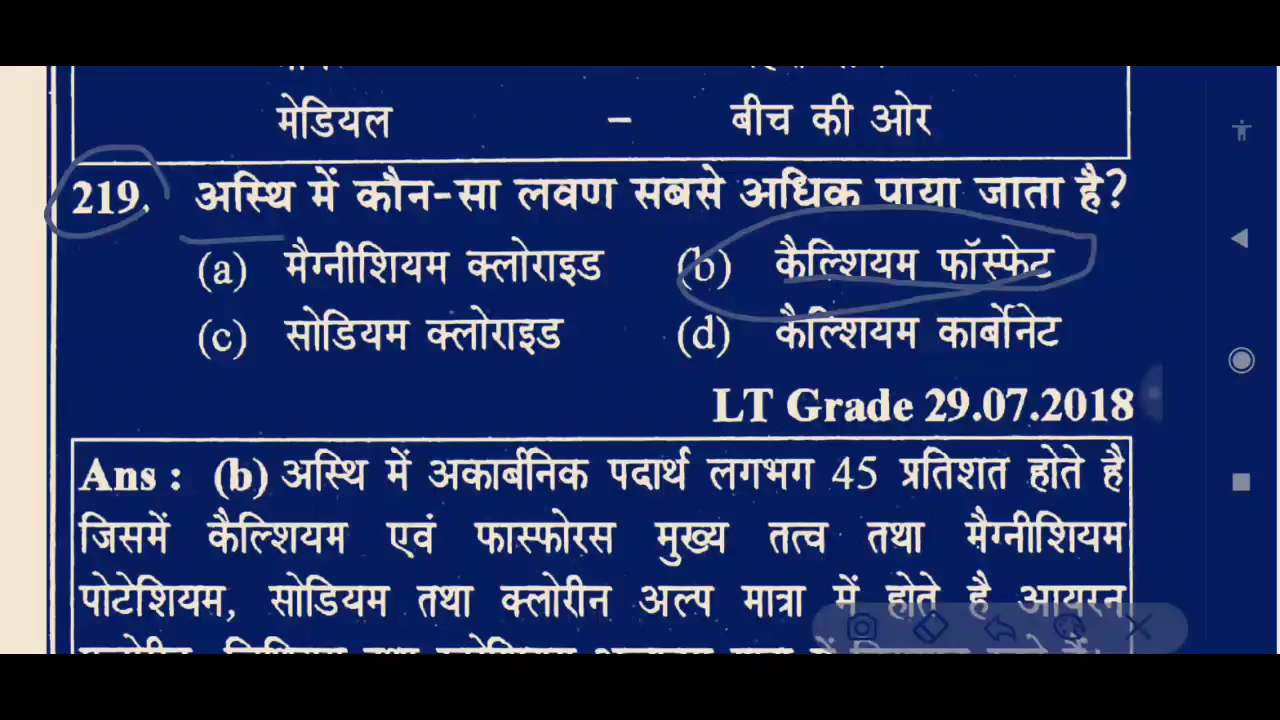 मेडियल – बीच की ओर
219. अस्थि में कौन-सा लवण सबसे अधिक पाया जाता है?
(a) मैग्नीशियम क्लोराइड (b) कैल्शियम फॉस्फेट
(c) सोडियम क्लोराइड (d) कैल्शियम कार्बोनेट
LT Grade 29.07.2018
Ans : (b) अस्थि में अकार्बनिक पदार्थ लगभग 45 प्रतिशत होते है
जिसमें कैल्शियम एवं फास्फोरस मुख्य तत्व तथा मैग्नीशियम
पोटेशियम, सोडियम तथा क्लोरीन अल्प मात्रा में होते है आयरन